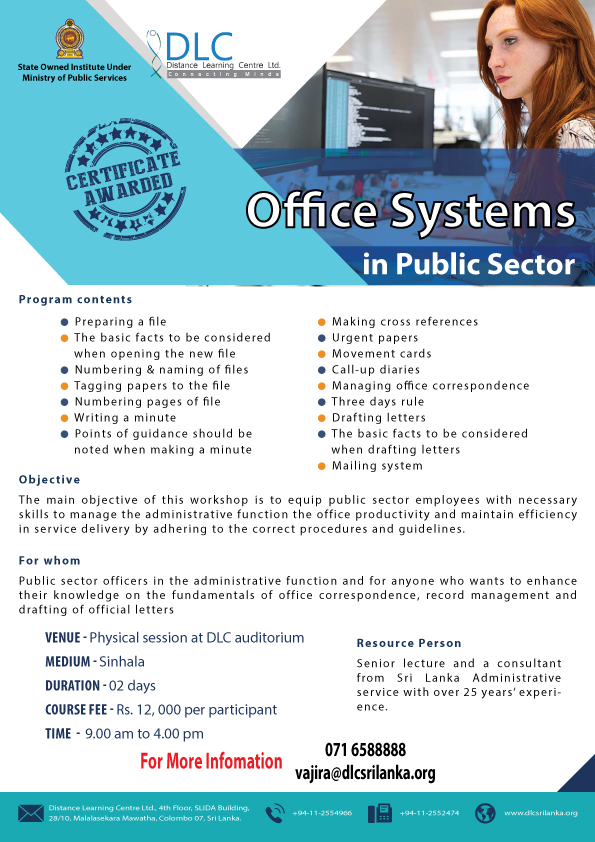 State Owned Institute Under
Ministry of Public Services
DLC
Distance Learning Centre Ltd.
Connecting Minds
CERTIFICATE
AWARDED
Office Systems
in Public Sector
Program contents
Preparing a file
The basic facts to be considered
when opening the new file
Numbering & naming of files
Tagging papers to the file
Numbering pages of file
Writing a minute
Points of guidance should be
noted when making a minute
Making cross references
Urgent papers
Movement cards
Call-up diaries
Managing office correspondence
Three days rule
Drafting letters
The basic facts to be considered
when drafting letters
Mailing system
Objective
The main objective of this workshop is to equip public sector employees with necessary
skills to manage the administrative function the office productivity and maintain efficiency
in service delivery by adhering to the correct procedures and guidelines.
For whom
Public sector officers in the administrative function and for anyone who wants to enhance
their knowledge on the fundamentals of office correspondence, record management and
drafting of official letters
VENUE - Physical session at DLC auditorium
MEDIUM - Sinhala
DURATION - 02 days
COURSE FEE - Rs. 12, 000 per participant
TIME - 9.00 am to 4.00 pm
Resource Person
Senior lecture and a consultant
from Sri Lanka Administrative
service with over 25 years' experi-
ence.
For More Infomation
071 6588888
vajira@dlcsrilanka.org
Distance Learning Centre Ltd., 4th Floor, SLIDA Building,
28/10, Malalasekara Mawatha, Colombo 07, Sri Lanka.
+94-11-2554966
+94-11-2552474
www.dlcsrilanka.org